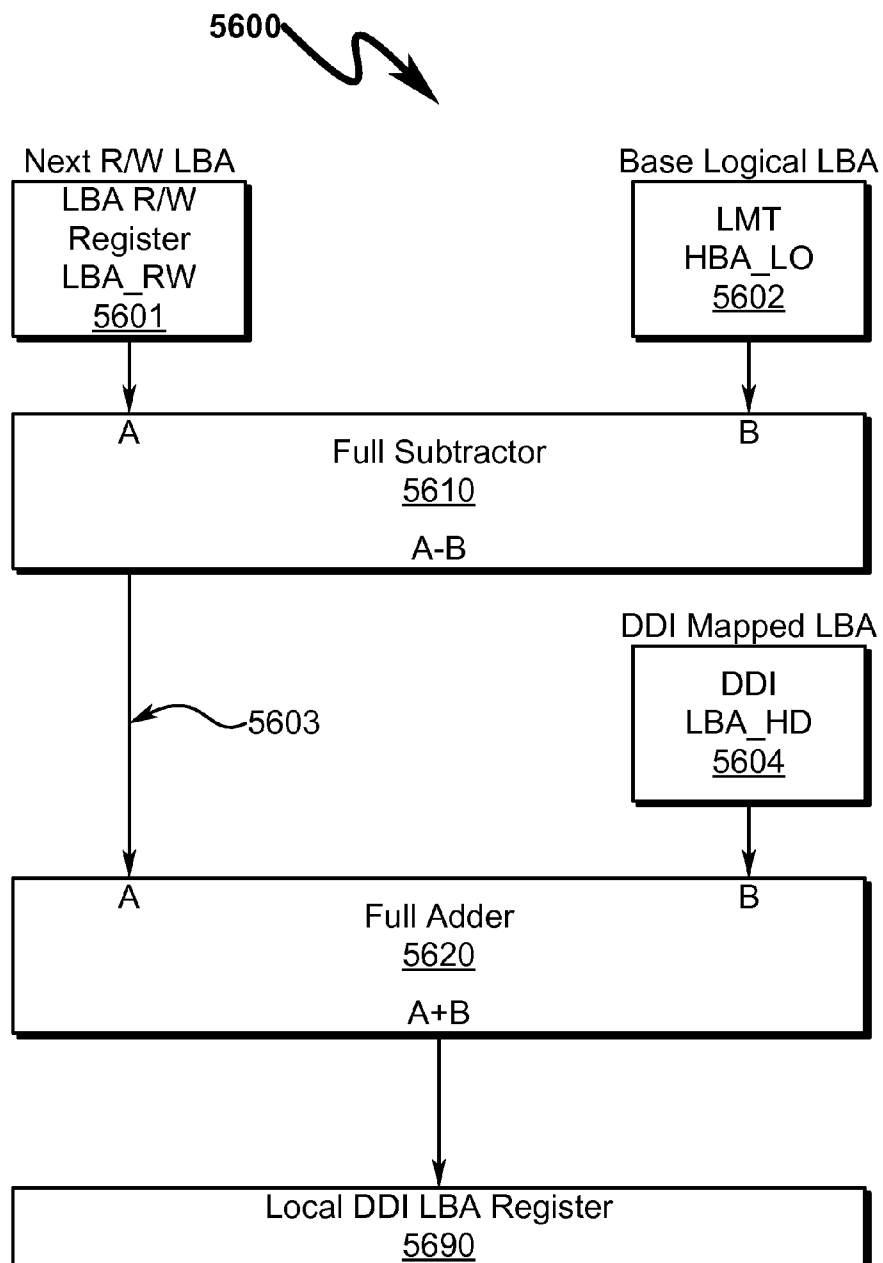 5600
Next R/W LBA
LBA R/W
Register
LBA_RW
5601
Base Logical LBA
LMT
HBA_LO
5602
A
B
Full Subtractor
5610
A-B
5603
DDI Mapped LBA
DDI
LBA_HD
5604
A
B
Full Adder
5620
A+B
Local DDI LBA Register
5690